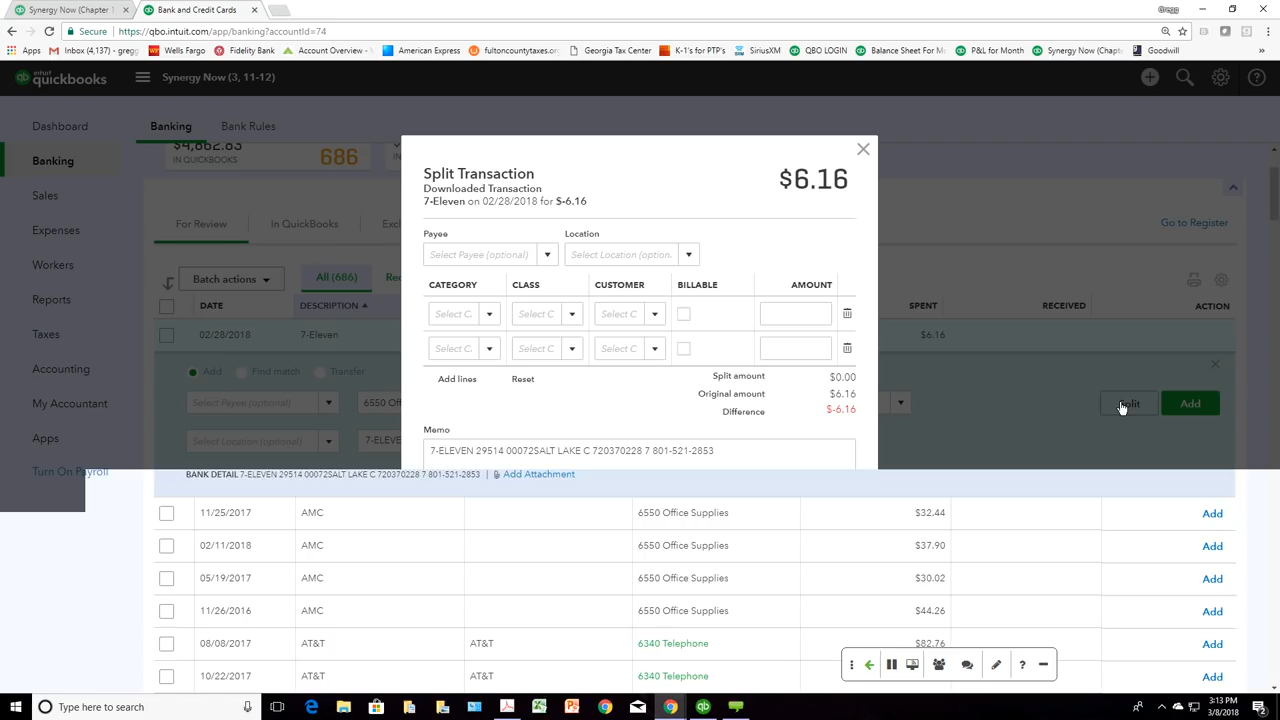 Synergy Now (Chapter 1
Bank and Credit Cards
Gregg
Secure
https://qbo.intuit.com/app/banking?accountId=74
Apps
Inbox (4,137) - gregg
Wells Fargo
Fidelity Bank
Account Overview -
American Express
fultoncountytaxes.or
Georgia Tax Center
K-1's for PTP's
SiriusXM
QBO LOGIN
Balance Sheet For M
P&L for Month
Synergy Now (Chapt
Goodwill
intuit
quickbooks
Synergy Now (3, 11-12)
Dashboard
Banking
Sales
Expenses
Workers
Reports
Taxes
Accounting
My Accountant
Apps
Turn On Payroll
Banking
Bank Rules
$4,862.63
IN QUICKBOOKS
686
For Review
In QuickBooks
Exc
Go to Register
Batch actions
All (686)
Rec
DATE
DESCRIPTION
SPENT
RECEIVED
ACTION
02/28/2018
7-Eleven
$6.16
Add
Find match
Transfer
Select Payee (optional)
6550 Off
Split
Add
Select Location (optional)
7-ELE
Split Transaction
$6.16
Downloaded Transaction
7-Eleven on 02/28/2018 for $-6.16
Payee
Location
Select Payee (optional)
Select Location (option
CATEGORY
CLASS
CUSTOMER
BILLABLE
AMOUNT
Select C
Select C
Select C
Select C
Select C
Select C
Add lines
Reset
Split amount
$0.00
Original amount
$6.16
Difference
$-6.16
Memo
7-ELEVEN 29514 00072SALT LAKE C 720370228 7 801-521-2853
BANK DETAIL 7-ELEVEN 29514 00072SALT LAKE C 720370228 7 801-521-2853 | Add Attachment
11/25/2017 AMC 6550 Office Supplies $32.44 Add
02/11/2018 AMC 6550 Office Supplies $37.90 Add
05/19/2017 AMC 6550 Office Supplies $30.02 Add
11/26/2016 AMC 6550 Office Supplies $44.26 Add
08/08/2017 AT&T AT&T 6340 Telephone $82.76 Add
10/22/2017 AT&T AT&T 6340 Telephone Add
Type here to search
3:13 PM
3/8/2018